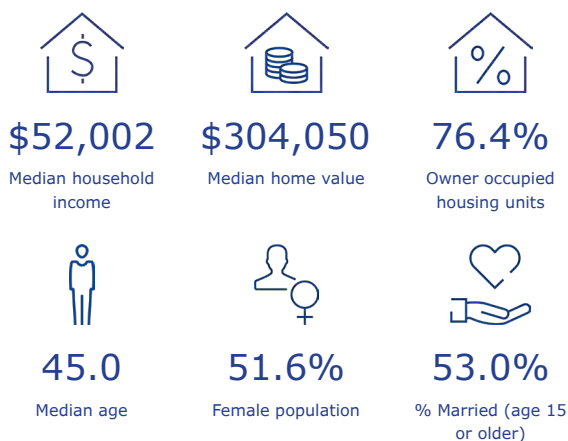 $
%
$52,002
$304,050
76.4%
Median household
income
Median home value
Owner occupied
housing units
45.0
51.6%
53.0%
Median age
Female population
% Married (age 15
or older)